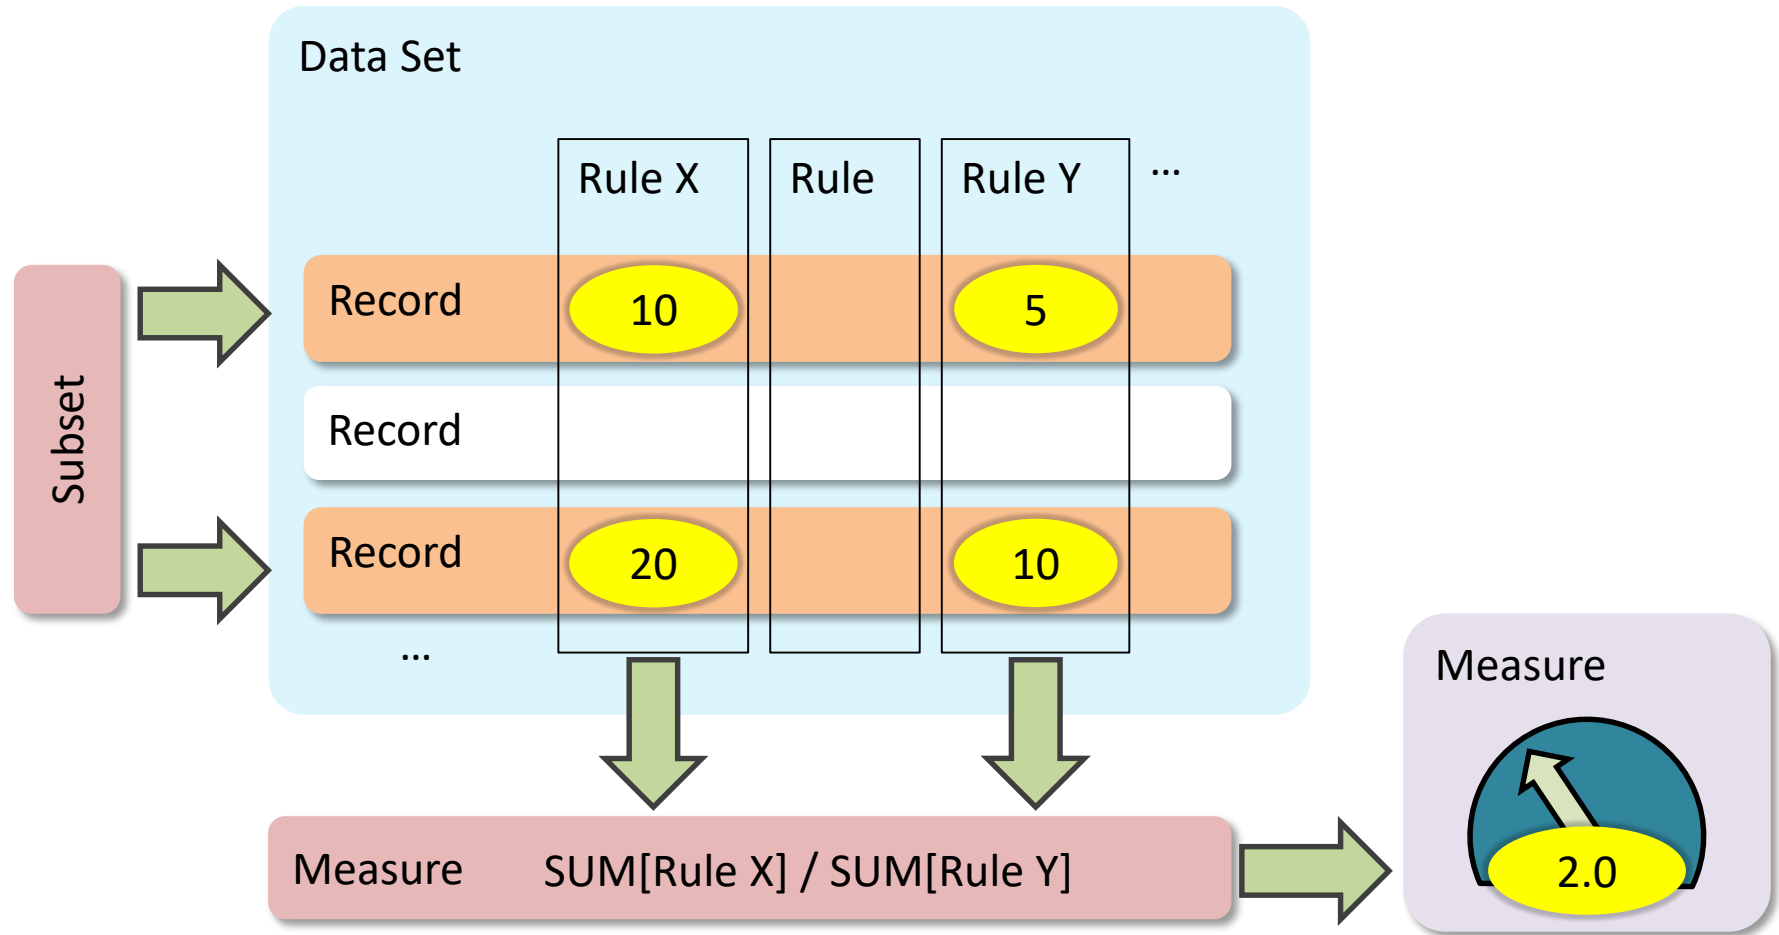 Data Set
Rule X Rule Rule Y ...
Subset
Record 10 5
Record
Record 20 10
...
Measure
Measure SUM[Rule X] / SUM[Rule Y]
2.0